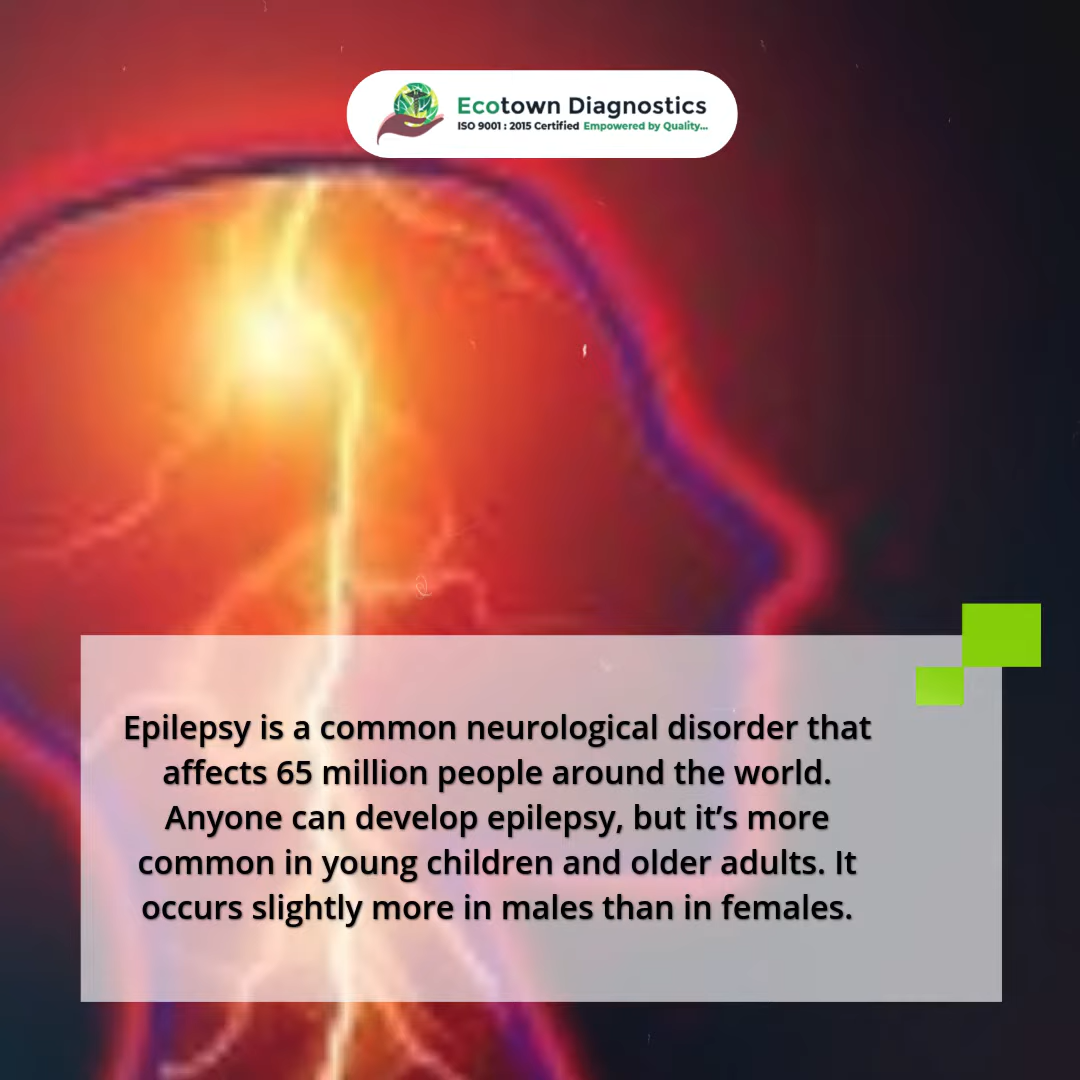 Ecotown Diagnostics
ISO 9001 : 2015 Certified Empowered by Quality...
Epilepsy is a common neurological disorder that
affects 65 million people around the world.
Anyone can develop epilepsy, but it’s more
common in young children and older adults. It
occurs slightly more in males than in females.